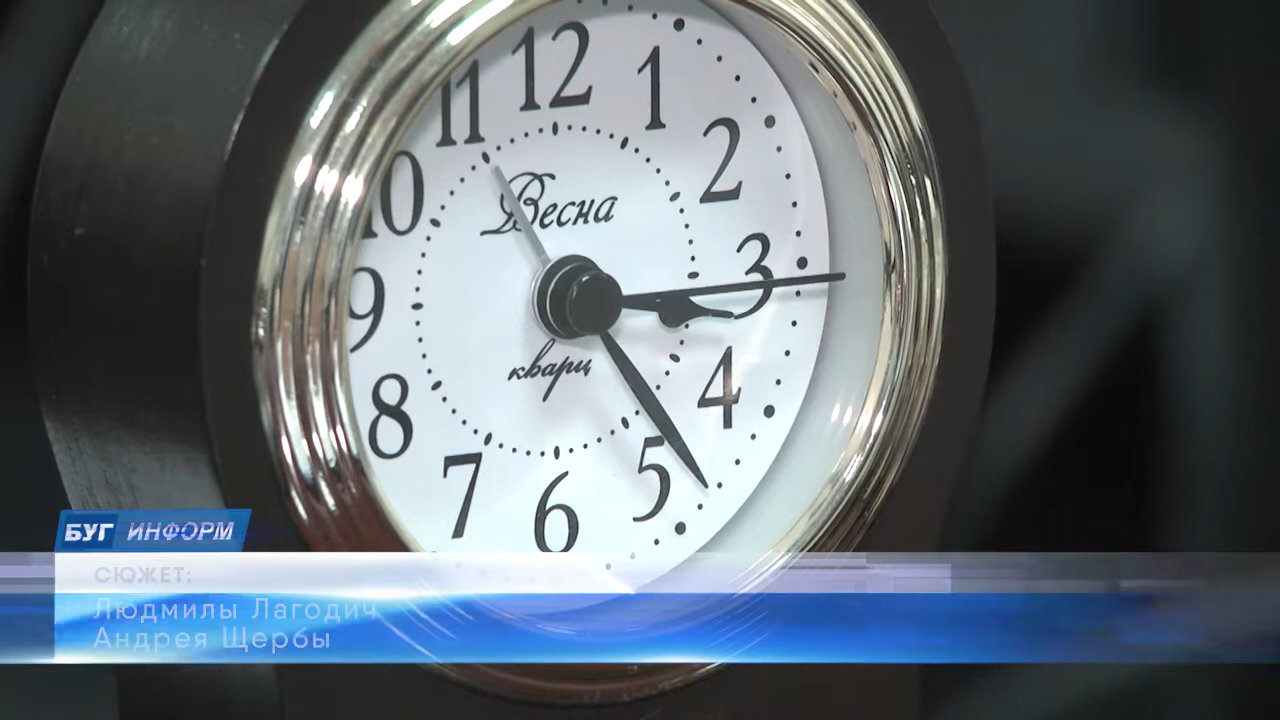 12
11 1
10 2
Весна
9 3
кварц
8 4
7 5
6
БУГ ИНФОРМ
СЮЖЕТ:
Людмилы Лагодич
Андрея Щербы